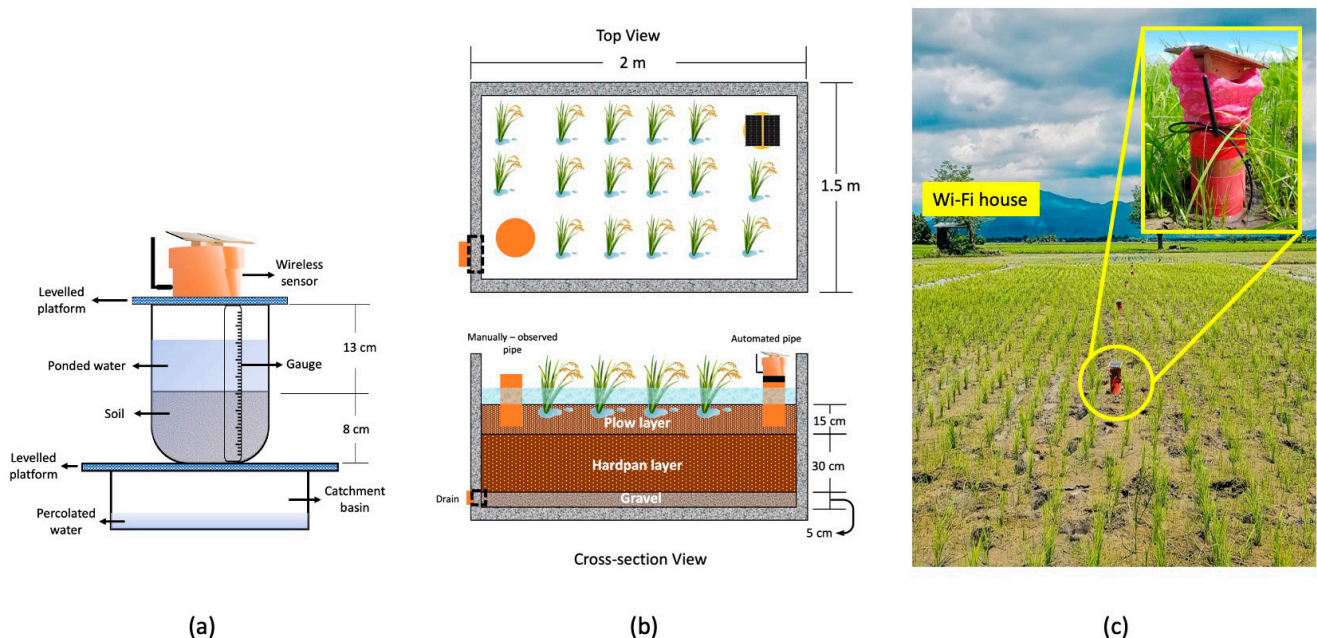 Wireless
sensor
Levelled
platform
13 cm
Ponded water
Gauge
Soil
8 cm
Levelled
platform
Catchment
basin
Percolated
water
(a)
Top View
2 m
1.5 m
Manually – observed
pipe
Automated pipe
Plow layer
15 cm
Hardpan layer
30 cm
Drain
Gravel
5 cm
Cross-section View
(b)
Wi-Fi house
(c)